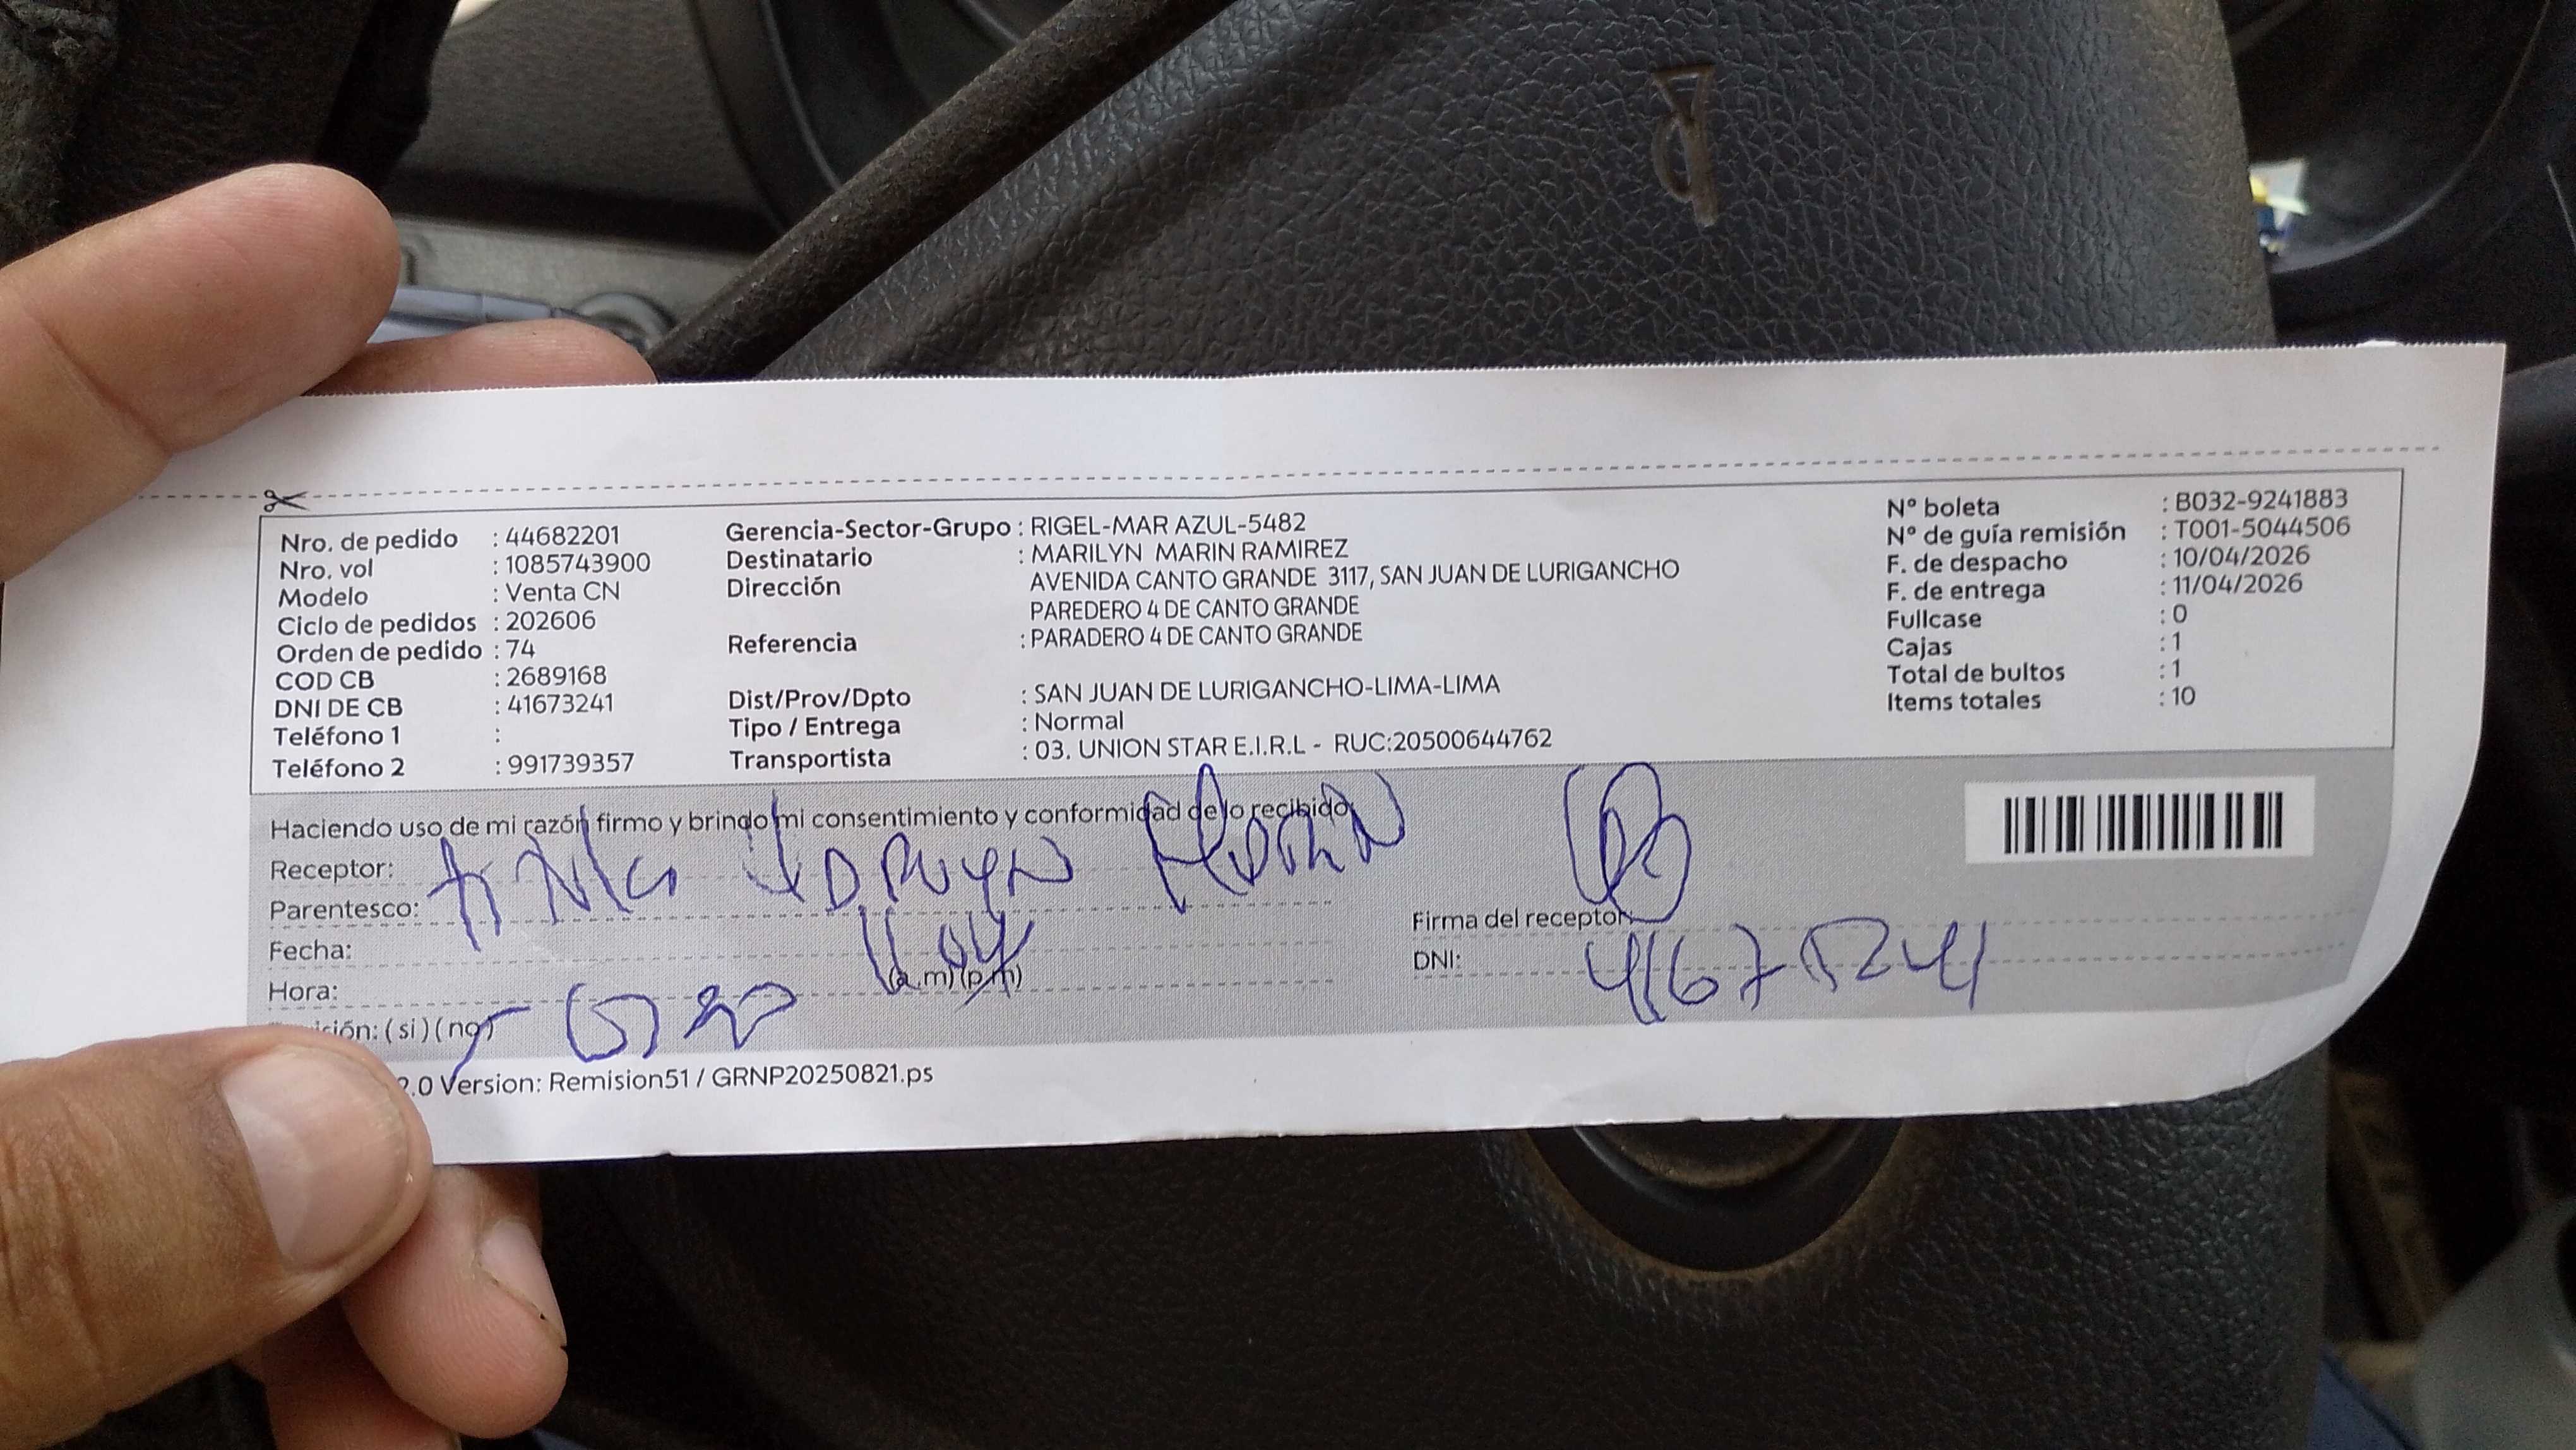 Nro. de pedido : 44682201
Nro. vol : 1085743900
Modelo : Venta CN
Ciclo de pedidos : 202606
Orden de pedido : 74
COD CB : 2689168
DNI DE CB : 41673241
Teléfono 1 :
Teléfono 2 : 991739357
Gerencia-Sector-Grupo : RIGEL-MAR AZUL-5482
Destinatario : MARILYN MARIN RAMIREZ
Dirección AVENIDA CANTO GRANDE 3117, SAN JUAN DE LURIGANCHO
PAREDERO 4 DE CANTO GRANDE
Referencia : PARADERO 4 DE CANTO GRANDE
Dist/Prov/Dpto : SAN JUAN DE LURIGANCHO-LIMA-LIMA
Tipo / Entrega : Normal
Transportista : 03. UNION STAR E.I.R.L - RUC:20500644762
N° boleta : B032-9241883
N° de guía remisión : T001-5044506
F. de despacho : 10/04/2026
F. de entrega : 11/04/2026
Fullcase : 0
Cajas : 1
Total de bultos : 1
Items totales : 10
Haciendo uso de mi razón firmo y brindo mi consentimiento y conformidad de lo recibido
Receptor:
Parentesco:
Fecha: 11 04
Hora: (a.m) (p.m)
ición: ( si ) ( no )
Firma del receptor:
DNI:
2.0 Version: Remision51 / GRNP20250821.ps